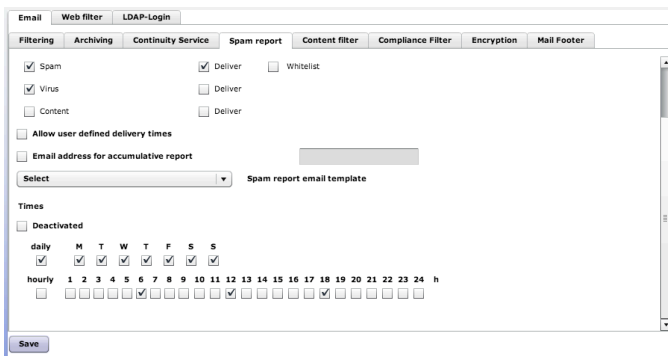 Email Web filter LDAP-Login
Filtering Archiving Continuity Service Spam report Content filter Compliance Filter Encryption Mail Footer
Spam Deliver Whitelist
Virus Deliver
Content Deliver
Allow user defined delivery times
Email address for accumulative report
Select Spam report email template
Times
Deactivated
daily M T W T F S S
hourly 1 2 3 4 5 6 7 8 9 10 11 12 13 14 15 16 17 18 19 20 21 22 23 24 h
Save